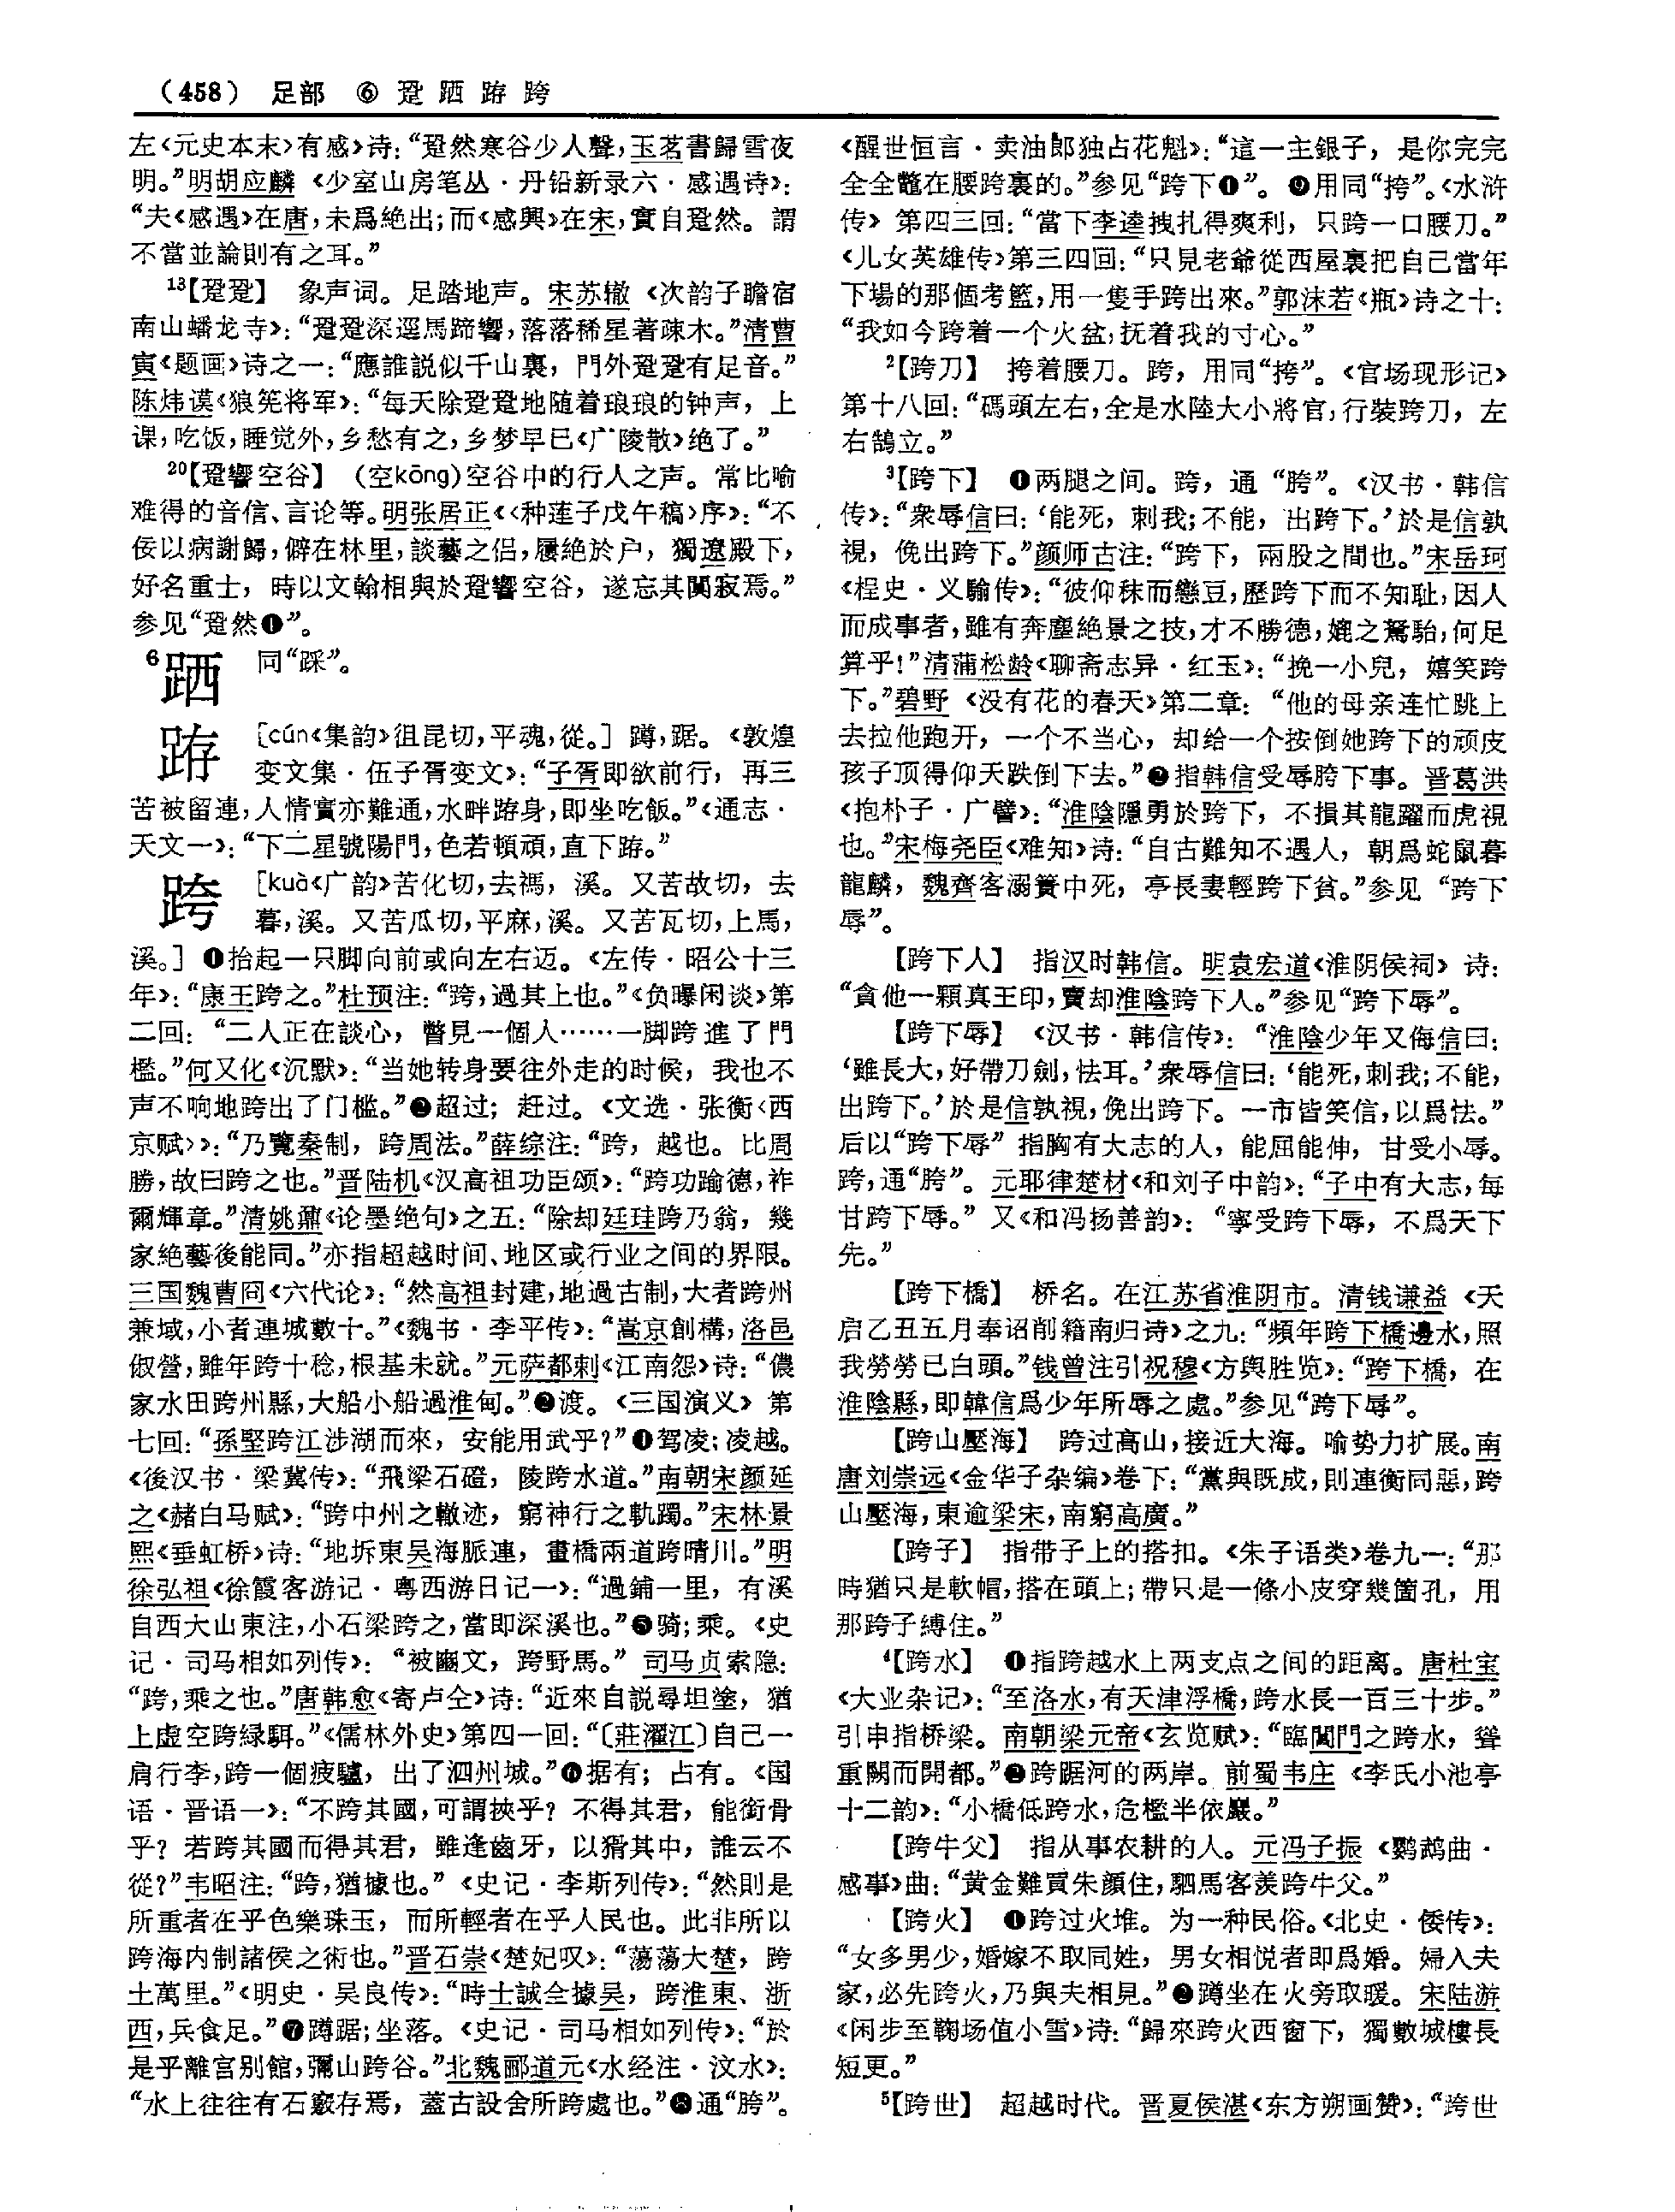 (458) 足部 ⑥ 跫跴跱跨
左《元史本末》有感》诗：“跫然寒谷少人聲，玉茗書歸雪夜
明。”明胡应麟《少室山房笔丛·丹铅新录六·感遇诗》：
“夫《感遇》在唐，未爲絶出；而《感興》在宋，實自跫然。謂
不當並論則有之耳。”
13【跫跫】 象声词。足踏地声。宋苏辙《次韵子瞻宿
南山蟠龙寺》：“跫跫深逕馬蹄響，落落稀星著疎木。”清曹
寅《题画》诗之一：“應誰説似千山裏，門外跫跫有足音。”
陈炜谟《狼筅将军》：“每天除跫跫地随着琅琅的钟声，上
课，吃饭，睡觉外，乡愁有之，乡梦早已《广陵散》绝了。”
20【跫響空谷】 (空kōng)空谷中的行人之声。常比喻
难得的音信、言论等。明张居正《〈种莲子戊午稿〉序》：“不
佞以病謝歸，僻在林里，談藝之侣，屨絶於户，獨遼殿下，
好名重士，時以文翰相與於跫響空谷，遂忘其闃寂焉。”
参见“跫然❶”。
6跴 同“踩”。
踤 [cún《集韵》徂昆切，平魂，從。] 蹲，踞。《敦煌
变文集·伍子胥变文》：“子胥即欲前行，再三
苦被留連，人情實亦難通，水畔踤身，即坐吃飯。”《通志·
天文一》：“下二星號陽門，色若頓頑，直下踤。”
跨 [kuà《广韵》苦化切，去禡，溪。又苦故切，去
暮，溪。又苦瓜切，平麻，溪。又苦瓦切，上馬，
溪。] ❶抬起一只脚向前或向左右迈。《左传·昭公十三
年》：“康王跨之。”杜预注：“跨，過其上也。”《负曝闲谈》第
二回：“二人正在談心，瞥見一個人……一脚跨進了門
檻。”何又化《沉默》：“当她转身要往外走的时候，我也不
声不响地跨出了门槛。”❷超过；赶过。《文选·张衡〈西
京赋〉》：“乃覽秦制，跨周法。”薛综注：“跨，越也。比周
勝，故曰跨之也。”晋陆机《汉高祖功臣颂》：“跨功踰德，祚
爾輝章。”清姚鼐《论墨绝句》之五：“除却廷珪跨乃翁，幾
家絶藝後能同。”亦指超越时间、地区或行业之间的界限。
三国魏曹冏《六代论》：“然高祖封建，地過古制，大者跨州
兼域，小者連城數十。”《魏书·李平传》：“嵩京創構，洛邑
俶營，雖年跨十稔，根基未就。”元萨都剌《江南怨》诗：“儂
家水田跨州縣，大船小船過淮甸。”❷渡。《三国演义》第
七回：“孫堅跨江涉湖而來，安能用武乎？”❶驾凌；凌越。
《後汉书·梁冀传》：“飛梁石磴，陵跨水道。”南朝宋颜延
之《赭白马赋》：“跨中州之轍迹，窮神行之軌躅。”宋林景
熙《垂虹桥》诗：“地坼東吴海脈連，畫橋兩道跨晴川。”明
徐弘祖《徐霞客游记·粤西游日记一》：“過鋪一里，有溪
自西大山東注，小石梁跨之，當即深溪也。”❺骑；乘。《史
记·司马相如列传》：“被豳文，跨野馬。”司马贞索隐：
“跨，乘之也。”唐韩愈《寄卢仝》诗：“近來自説尋坦塗，猶
上虚空跨緑駬。”《儒林外史》第四一回：“〔莊濯江〕自己一
肩行李，跨一個疲驢，出了泗州城。”❻据有；占有。《国
语·晋语一》：“不跨其國，可謂挾乎？不得其君，能銜骨
乎？若跨其國而得其君，雖逢齒牙，以猾其中，誰云不
從？”韦昭注：“跨，猶據也。”《史记·李斯列传》：“然則是
所重者在乎色樂珠玉，而所輕者在乎人民也。此非所以
跨海内制諸侯之術也。”晋石崇《楚妃叹》：“蕩蕩大楚，跨
土萬里。”《明史·吴良传》：“時士誠全據吴，跨淮東、浙
西，兵食足。”❼蹲踞；坐落。《史记·司马相如列传》：“於
是乎離宫别館，彌山跨谷。”北魏郦道元《水经注·汶水》：
“水上往往有石竅存焉，蓋古設舍所跨處也。”❽通“胯”。
《醒世恒言·卖油郎独占花魁》：“這一主銀子，是你完完
全全鼈在腰跨裏的。”参见“跨下❶”。❾用同“挎”。《水浒
传》第四三回：“當下李逵拽扎得爽利，只跨一口腰刀。”
《儿女英雄传》第三四回：“只見老爺從西屋裏把自己當年
下場的那個考籃，用一隻手跨出來。”郭沫若《瓶》诗之十：
“我如今跨着一个火盆，抚着我的寸心。”
2【跨刀】 挎着腰刀。跨，用同“挎”。《官场现形记》
第十八回：“碼頭左右，全是水陸大小將官，行裝跨刀，左
右鵠立。”
3【跨下】 ❶两腿之间。跨，通“胯”。《汉书·韩信
传》：“衆辱信曰：‘能死，刺我；不能，出跨下。’於是信孰
視，俛出跨下。”颜师古注：“跨下，兩股之間也。”宋岳珂
《桯史·义騟传》：“彼仰秣而戀豆，歷跨下而不知耻，因人
而成事者，雖有奔塵絶景之技，才不勝德，媲之駑駘，何足
算乎！”清蒲松龄《聊斋志异·红玉》：“挽一小兒，嬉笑跨
下。”碧野《没有花的春天》第二章：“他的母亲连忙跳上
去拉他跑开，一个不当心，却给一个按倒她跨下的顽皮
孩子顶得仰天跌倒下去。”❷指韩信受辱胯下事。晋葛洪
《抱朴子·广譬》：“淮陰隱勇於跨下，不損其龍躍而虎視
也。”宋梅尧臣《难知》诗：“自古難知不遇人，朝爲蛇鼠暮
龍麟，魏齊客溺簀中死，亭長妻輕跨下貧。”参见“跨下
辱”。
【跨下人】 指汉时韩信。明袁宏道《淮阴侯祠》诗：
“貪他一顆真王印，賣却淮陰跨下人。”参见“跨下辱”。
【跨下辱】 《汉书·韩信传》：“淮陰少年又侮信曰：
‘雖長大，好帶刀劍，怯耳。’衆辱信曰：‘能死，刺我；不能，
出跨下。’於是信孰視，俛出跨下。一市皆笑信，以爲怯。”
后以“跨下辱”指胸有大志的人，能屈能伸，甘受小辱。
跨，通“胯”。元耶律楚材《和刘子中韵》：“子中有大志，每
甘跨下辱。”又《和冯扬善韵》：“寧受跨下辱，不爲天下
先。”
【跨下橋】 桥名。在江苏省淮阴市。清钱谦益《天
启乙丑五月奉诏削籍南归诗》之九：“頻年跨下橋邊水，照
我勞勞已白頭。”钱曾注引祝穆《方舆胜览》：“跨下橋，在
淮陰縣，即韓信爲少年所辱之處。”参见“跨下辱”。
【跨山壓海】 跨过高山，接近大海。喻势力扩展。南
唐刘崇远《金华子杂编》卷下：“黨與既成，則連衡同惡，跨
山壓海，東逾梁宋，南窮高廣。”
【跨子】 指带子上的搭扣。《朱子语类》卷九一：“那
時猶只是軟帽，搭在頭上；帶只是一條小皮穿幾箇孔，用
那跨子縛住。”
4【跨水】 ❶指跨越水上两支点之间的距离。唐杜宝
《大业杂记》：“至洛水，有天津浮橋，跨水長一百三十步。”
引申指桥梁。南朝梁元帝《玄览赋》：“臨閶門之跨水，聳
重闕而開都。”❷跨踞河的两岸。前蜀韦庄《李氏小池亭
十二韵》：“小橋低跨水，危檻半依巖。”
【跨牛父】 指从事农耕的人。元冯子振《鹦鹉曲·
感事》曲：“黄金難買朱顔住，駟馬客羡跨牛父。”
【跨火】 ❶跨过火堆。为一种民俗。《北史·倭传》：
“女多男少，婚嫁不取同姓，男女相悦者即爲婚。婦入夫
家，必先跨火，乃與夫相見。”❷蹲坐在火旁取暖。宋陆游
《闲步至鞠场值小雪》诗：“歸來跨火西窗下，獨數城樓長
短更。”
5【跨世】 超越时代。晋夏侯湛《东方朔画赞》：“跨世